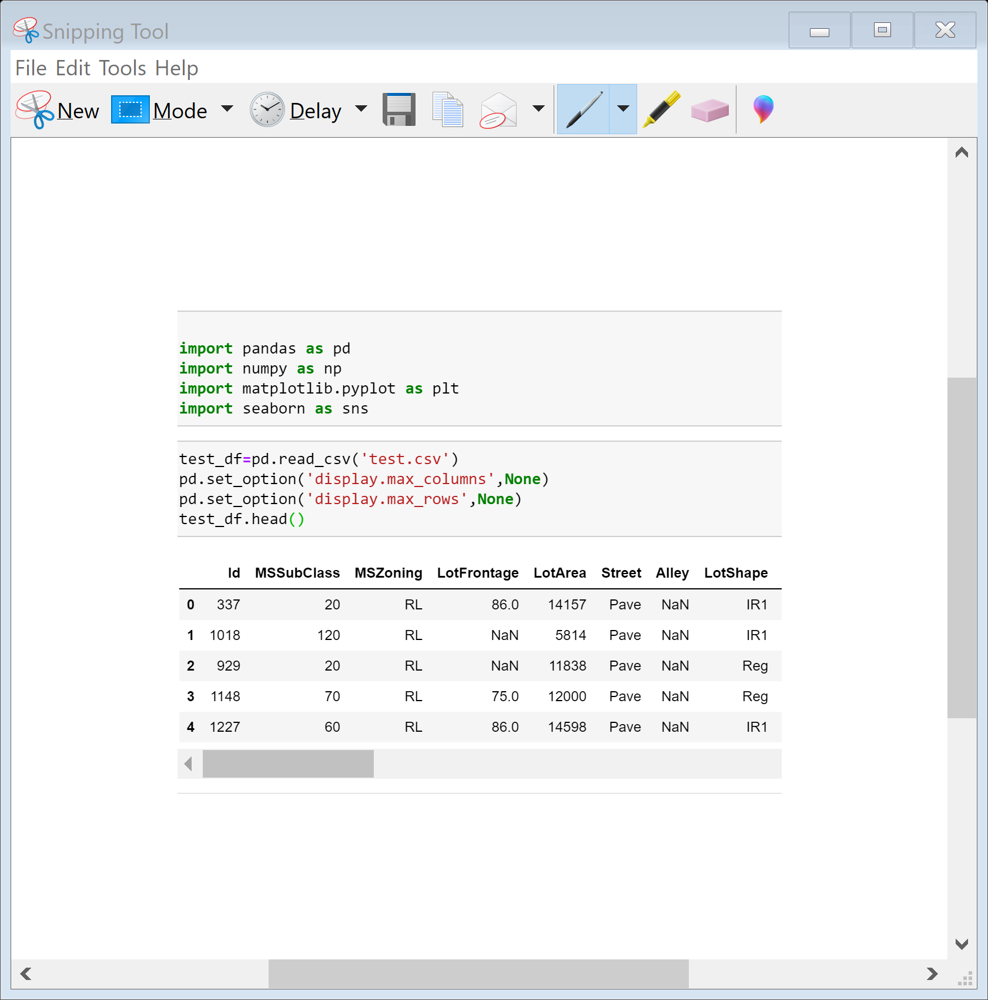 Snipping Tool
File Edit Tools Help
New Mode Delay
import pandas as pd
import numpy as np
import matplotlib.pyplot as plt
import seaborn as sns
test_df=pd.read_csv('test.csv')
pd.set_option('display.max_columns',None)
pd.set_option('display.max_rows',None)
test_df.head()
Id MSSubClass MSZoning LotFrontage LotArea Street Alley LotShape
0 337 20 RL 86.0 14157 Pave NaN IR1
1 1018 120 RL NaN 5814 Pave NaN IR1
2 929 20 RL NaN 11838 Pave NaN Reg
3 1148 70 RL 75.0 12000 Pave NaN Reg
4 1227 60 RL 86.0 14598 Pave NaN IR1